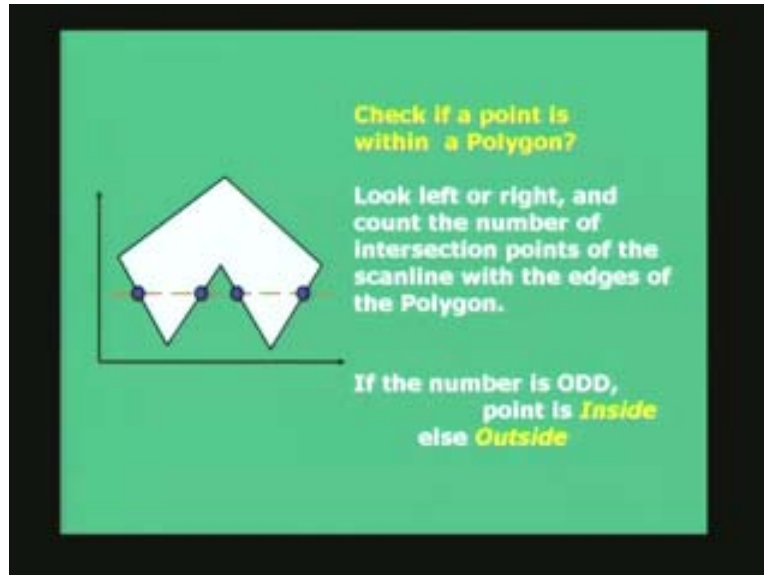 Check if a point is
within a Polygon?
Look left or right, and
count the number of
intersection points of the
scanline with the edges of
the Polygon.
If the number is ODD,
point is Inside
else Outside